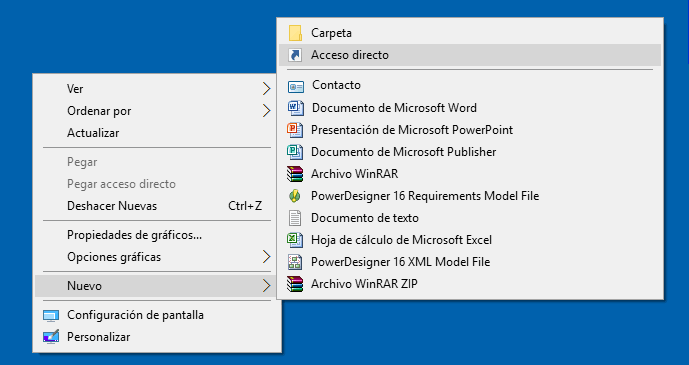 Ver
Ordenar por
Actualizar
Pegar
Pegar acceso directo
Deshacer Nuevas Ctrl+Z
Propiedades de gráficos...
Opciones gráficas
Nuevo
Configuración de pantalla
Personalizar
Carpeta
Acceso directo
Contacto
Documento de Microsoft Word
Presentación de Microsoft PowerPoint
Documento de Microsoft Publisher
Archivo WinRAR
PowerDesigner 16 Requirements Model File
Documento de texto
Hoja de cálculo de Microsoft Excel
PowerDesigner 16 XML Model File
Archivo WinRAR ZIP